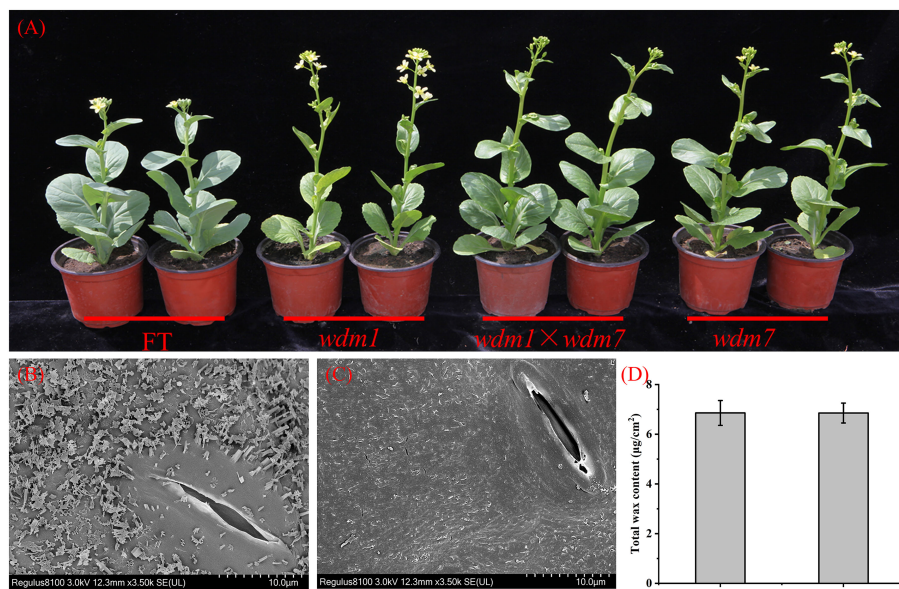 (A)
FT
wdm1
wdm1×wdm7
wdm7
(B)
Regulus8100 3.0kV 12.3mm x3.50k SE(UL)
10.0μm
(C)
Regulus8100 3.0kV 12.3mm x3.50k SE(UL)
10.0μm
(D)
Total wax content (μg/cm²)
8
6
4
2
0